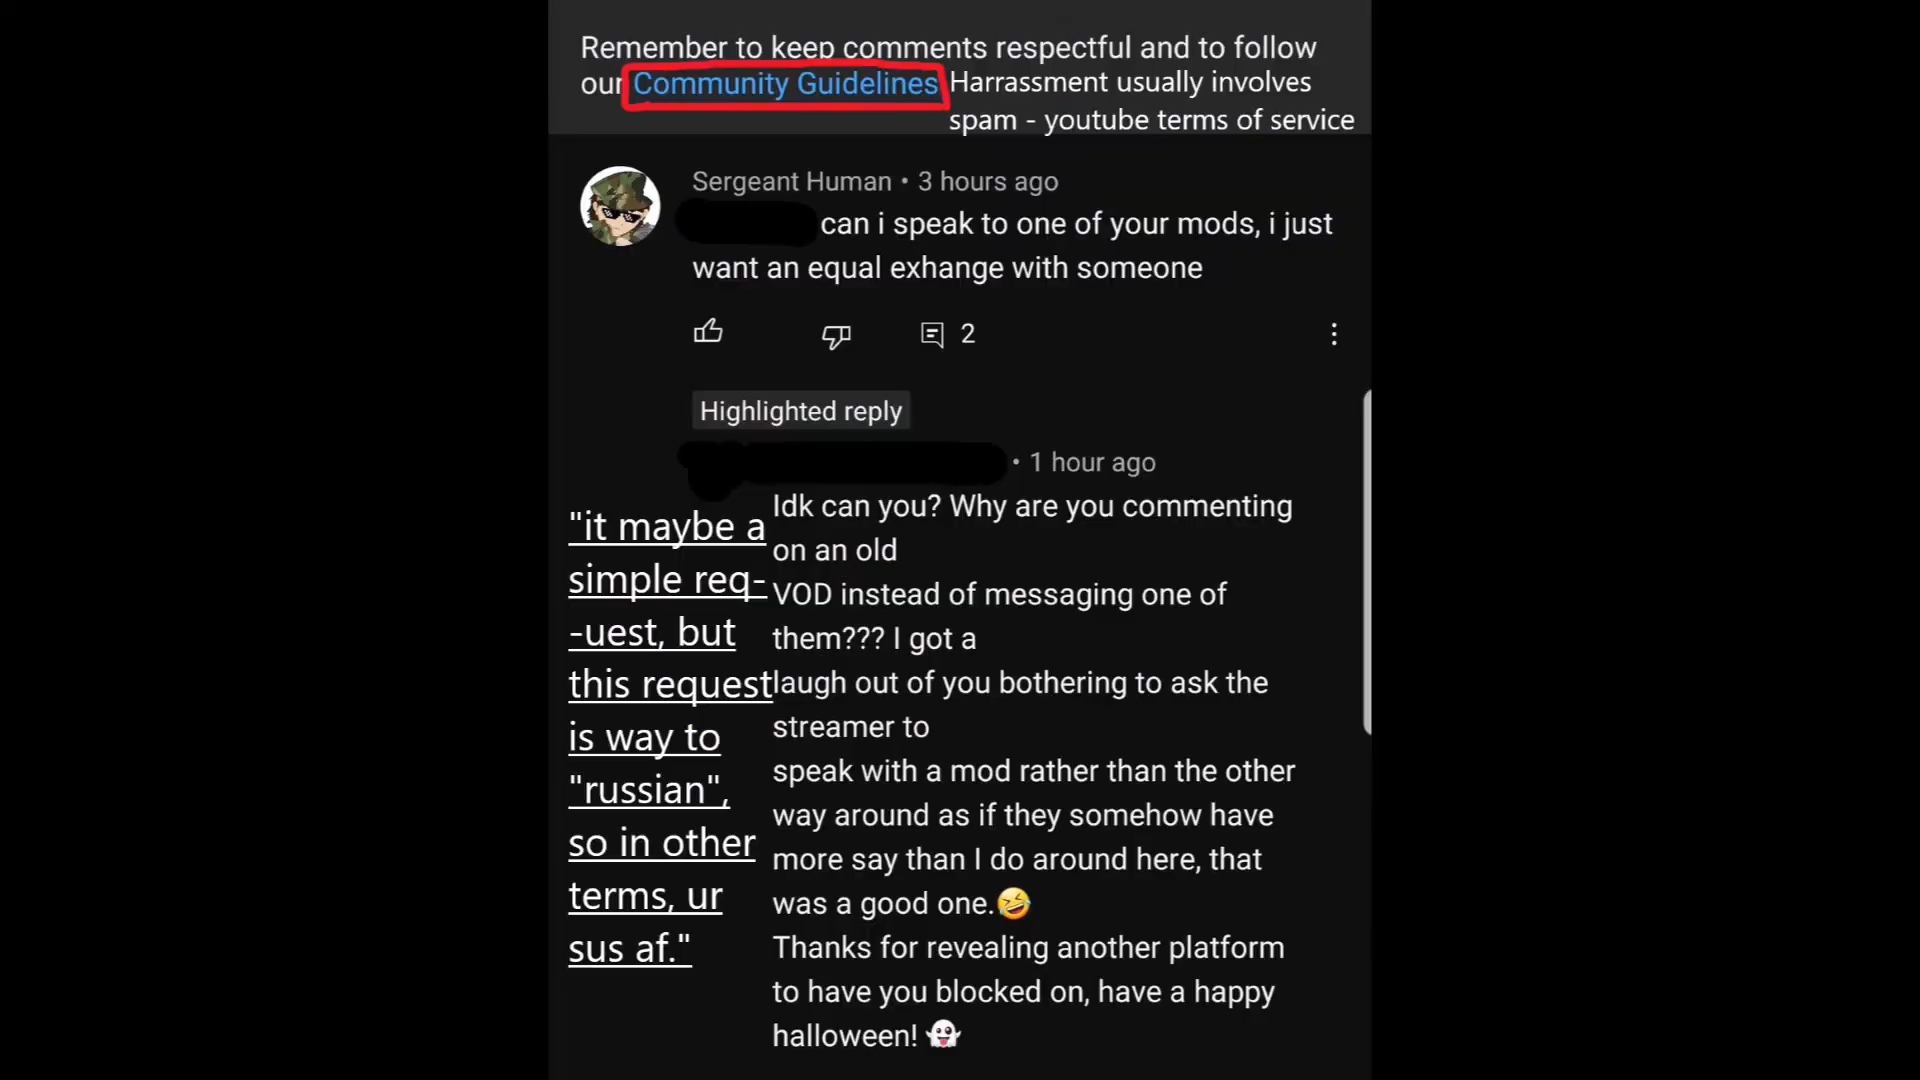 Remember to keep comments respectful and to follow
our Community Guidelines
Harrassment usually involves
spam - youtube terms of service
Sergeant Human • 3 hours ago
can i speak to one of your mods, i just
want an equal exhange with someone
2
Highlighted reply
• 1 hour ago
"it maybe a
simple req-
-uest, but
this request
is way to
"russian",
so in other
terms, ur
sus af."
Idk can you? Why are you commenting
on an old
VOD instead of messaging one of
them??? I got a
laugh out of you bothering to ask the
streamer to
speak with a mod rather than the other
way around as if they somehow have
more say than I do around here, that
was a good one.🤣
Thanks for revealing another platform
to have you blocked on, have a happy
halloween! 👻